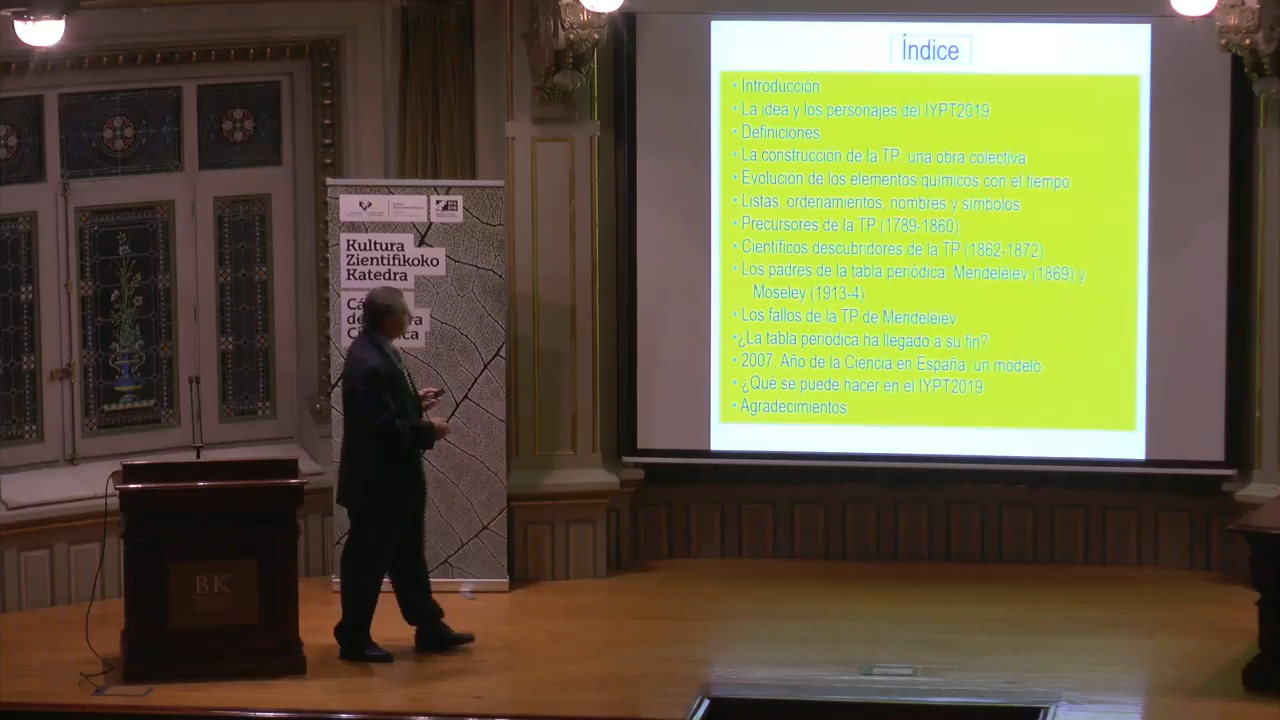 Índice
• Introducción
• La idea y los personajes del IYPT2019
• Definiciones
• La construcción de la TP una obra colectiva
• Evolución de los elementos químicos con el tiempo
• Listas, ordenamientos, nombres y símbolos
• Precursores de la TP (1789-1860)
• Científicos descubridores de la TP (1862-1872)
• Los padres de la tabla periódica. Mendeléiev (1869) y
Moseley (1913-4)
• Los fallos de la TP de Mendeléiev
•¿La tabla periódica ha llegado a su fin?
• 2007. Año de la Ciencia en España: un modelo
• ¿Qué se puede hacer en el IYPT2019
• Agradecimientos
Kultura
Zientifikoko
Katedra
BK